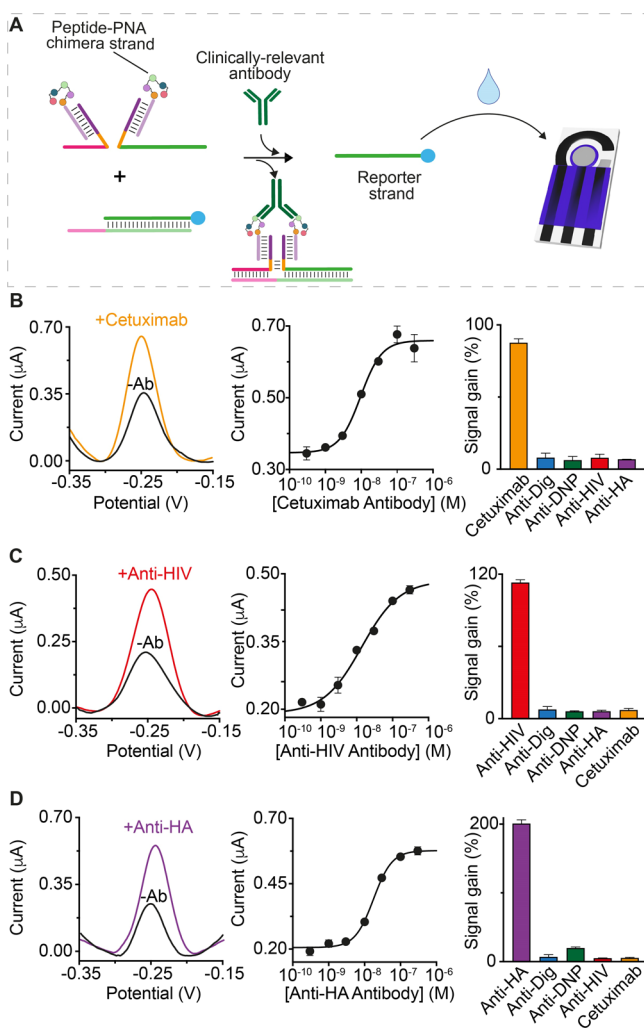 A
Peptide-PNA
chimera strand
Clinically-relevant
antibody
+
Reporter
strand
B
+Cetuximab
-Ab
Current (μA)
0.70
0.35
0.00
-0.35
-0.25
-0.15
Potential (V)
Current (μA)
0.70
0.50
0.30
10⁻¹⁰ 10⁻⁹ 10⁻⁸ 10⁻⁷ 10⁻⁶
[Cetuximab Antibody] (M)
Signal gain (%)
100
0
Cetuximab
Anti-Dig
Anti-DNP
Anti-HIV
Anti-HA
C
+Anti-HIV
-Ab
Current (μA)
0.50
0.25
0.00
-0.35
-0.25
-0.15
Potential (V)
Current (μA)
0.50
0.35
0.20
10⁻¹⁰ 10⁻⁹ 10⁻⁸ 10⁻⁷ 10⁻⁶
[Anti-HIV Antibody] (M)
Signal gain (%)
120
0
Anti-HIV
Anti-Dig
Anti-DNP
Anti-HA
Cetuximab
D
+Anti-HA
-Ab
Current (μA)
0.70
0.35
0.00
-0.35
-0.25
-0.15
Potential (V)
Current (μA)
0.70
0.45
0.20
10⁻¹⁰ 10⁻⁹ 10⁻⁸ 10⁻⁷ 10⁻⁶
[Anti-HA Antibody] (M)
Signal gain (%)
200
0
Anti-HA
Anti-Dig
Anti-DNP
Anti-HIV
Cetuximab